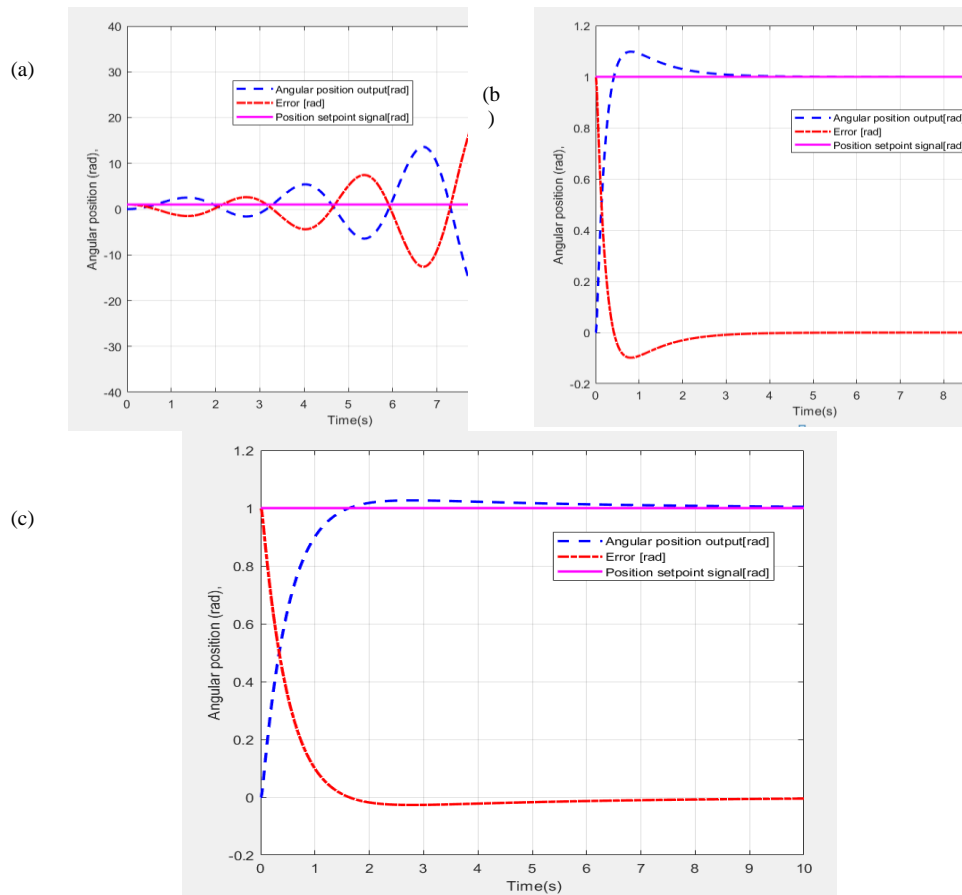 (a)
40
30
20
10
0
-10
-20
-30
-40
Angular position (rad),
Angular position output[rad]
Error [rad]
Position setpoint signal[rad]
0 1 2 3 4 5 6 7
Time(s)
(b
)
1.2
1
0.8
0.6
0.4
0.2
0
-0.2
Angular position (rad),
Angular position output[rad]
Error [rad]
Position setpoint signal[rad
0 1 2 3 4 5 6 7 8
Time(s)
(c)
1.2
1
0.8
0.6
0.4
0.2
0
-0.2
Angular position (rad),
Angular position output[rad]
Error [rad]
Position setpoint signal[rad]
0 1 2 3 4 5 6 7 8 9 10
Time(s)